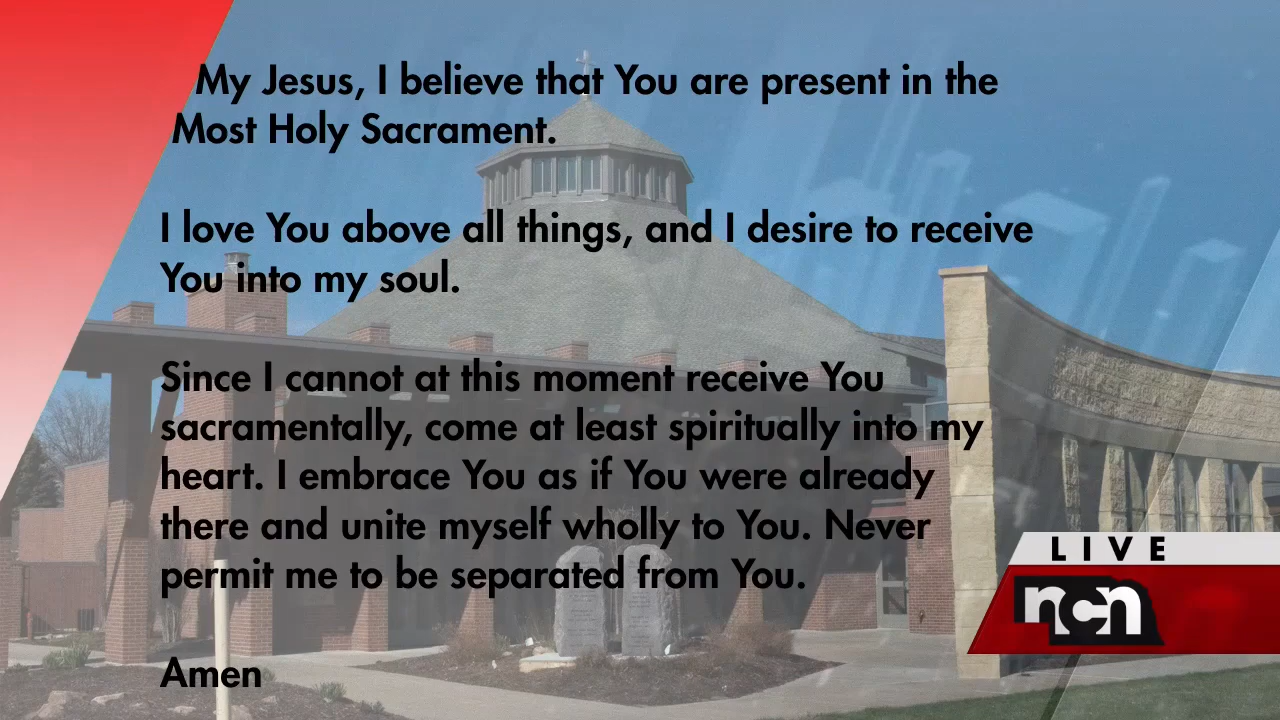 My Jesus, I believe that You are present in the
Most Holy Sacrament.
I love You above all things, and I desire to receive
You into my soul.
Since I cannot at this moment receive You
sacramentally, come at least spiritually into my
heart. I embrace You as if You were already
there and unite myself wholly to You. Never
permit me to be separated from You.
Amen
LIVE
ncn